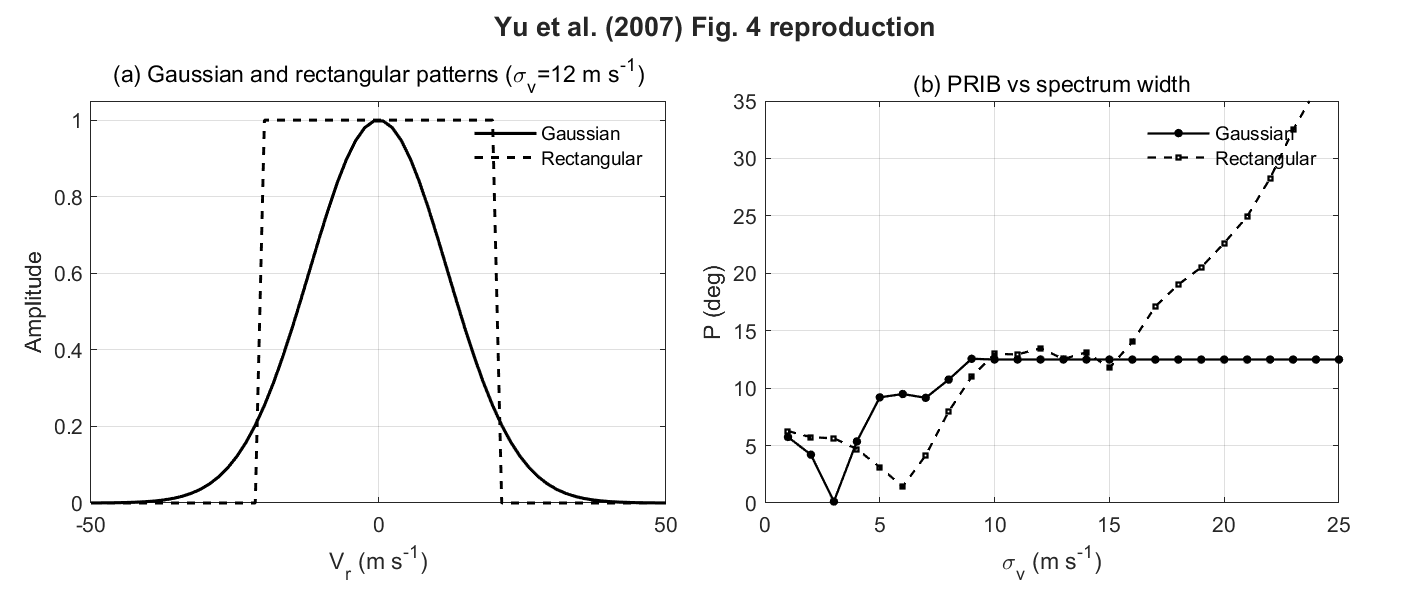 Yu et al. (2007) Fig. 4 reproduction
(a) Gaussian and rectangular patterns (σv=12 m s-1)
1
0.8
0.6
0.4
0.2
0
Amplitude
-50 0 50
Vr (m s-1)
Gaussian
Rectangular
(b) PRIB vs spectrum width
35
30
25
20
15
10
5
0
P (deg)
0 5 10 15 20 25
σv (m s-1)
Gaussian
Rectangular